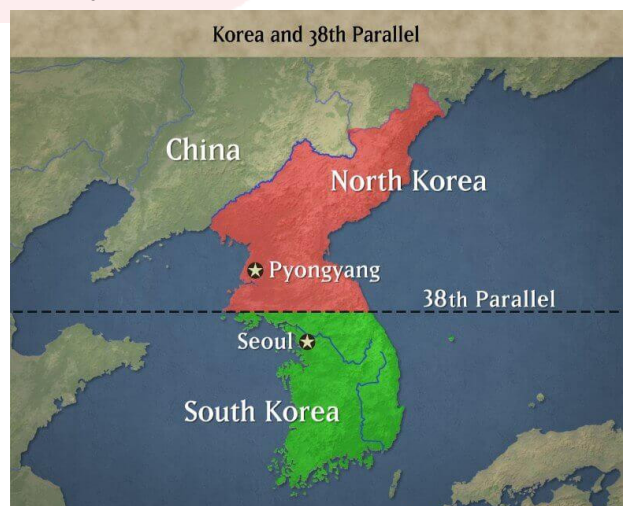 Korea and 38th Parallel
China
North Korea
Pyongyang
38th Parallel
Seoul
South Korea